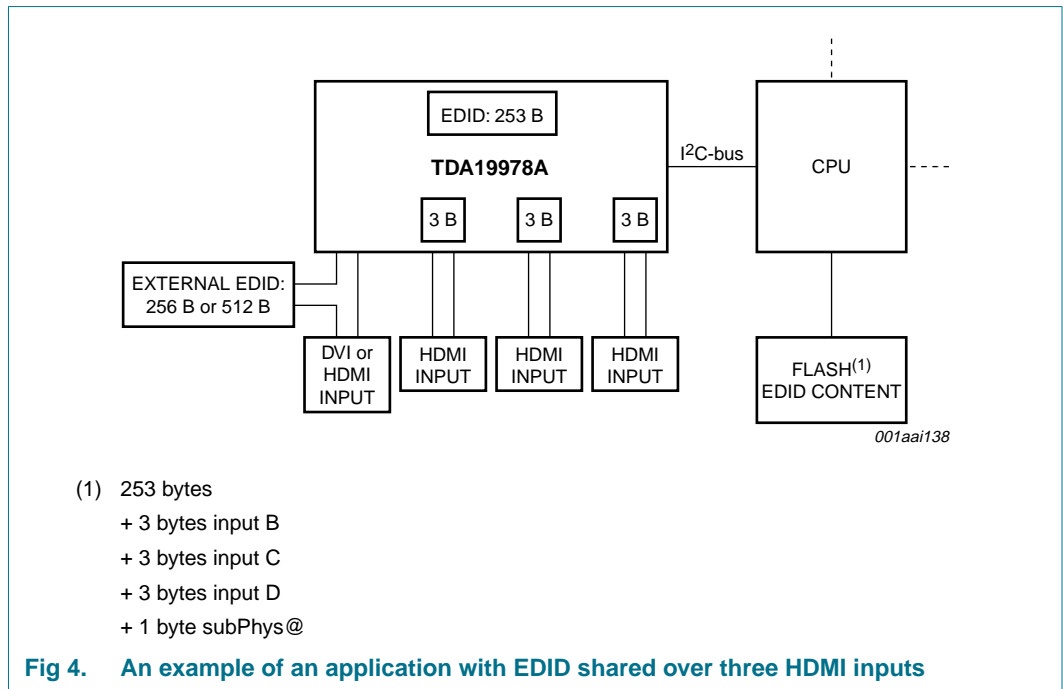 EDID: 253 B
TDA19978A
I2C-bus
CPU
3 B
3 B
3 B
EXTERNAL EDID:
256 B or 512 B
DVI or
HDMI
INPUT
HDMI
INPUT
HDMI
INPUT
HDMI
INPUT
FLASH(1)
EDID CONTENT
001aai138
(1) 253 bytes
+ 3 bytes input B
+ 3 bytes input C
+ 3 bytes input D
+ 1 byte subPhys@
Fig 4. An example of an application with EDID shared over three HDMI inputs